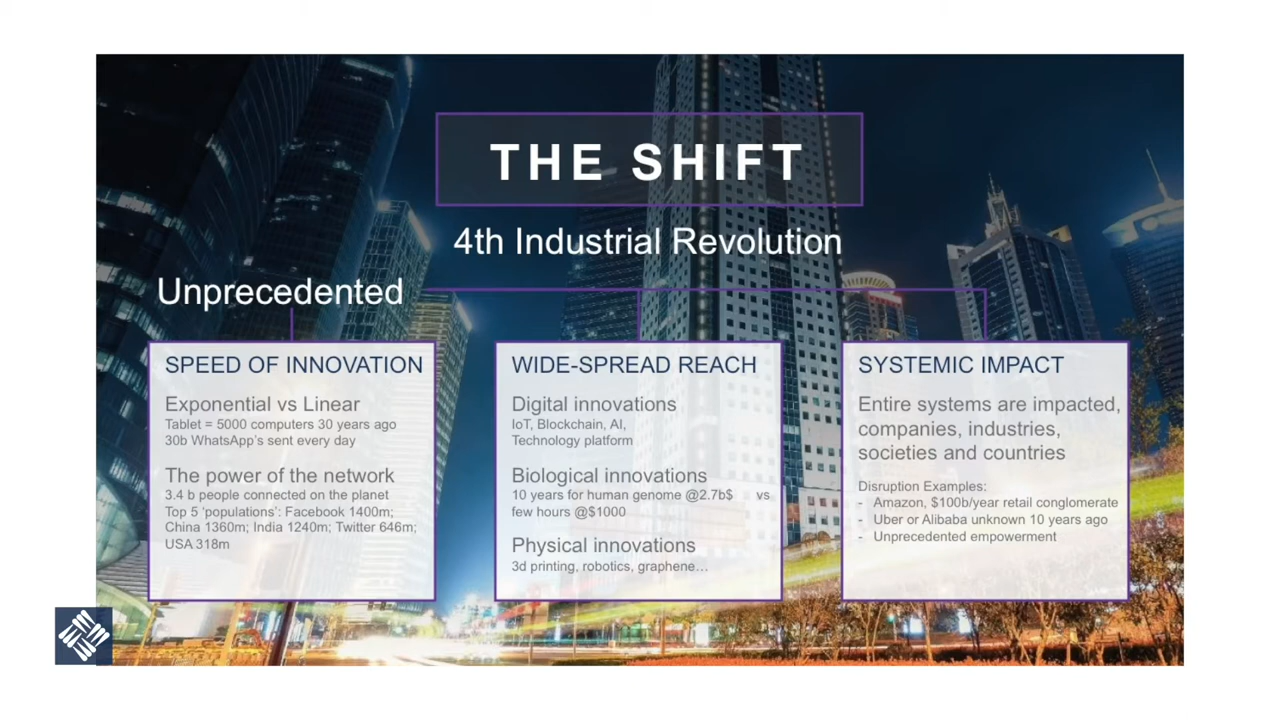 THE SHIFT
4th Industrial Revolution
Unprecedented
SPEED OF INNOVATION
Exponential vs Linear
Tablet = 5000 computers 30 years ago
30b WhatsApp's sent every day
The power of the network
3.4 b people connected on the planet
Top 5 'populations': Facebook 1400m;
China 1360m; India 1240m; Twitter 646m;
USA 318m
WIDE-SPREAD REACH
Digital innovations
IoT, Blockchain, AI,
Technology platform
Biological innovations
10 years for human genome @2.7b$ vs
few hours @$1000
Physical innovations
3d printing, robotics, graphene…
SYSTEMIC IMPACT
Entire systems are impacted,
companies, industries,
societies and countries
Disruption Examples:
- Amazon, $100b/year retail conglomerate
- Uber or Alibaba unknown 10 years ago
- Unprecedented empowerment